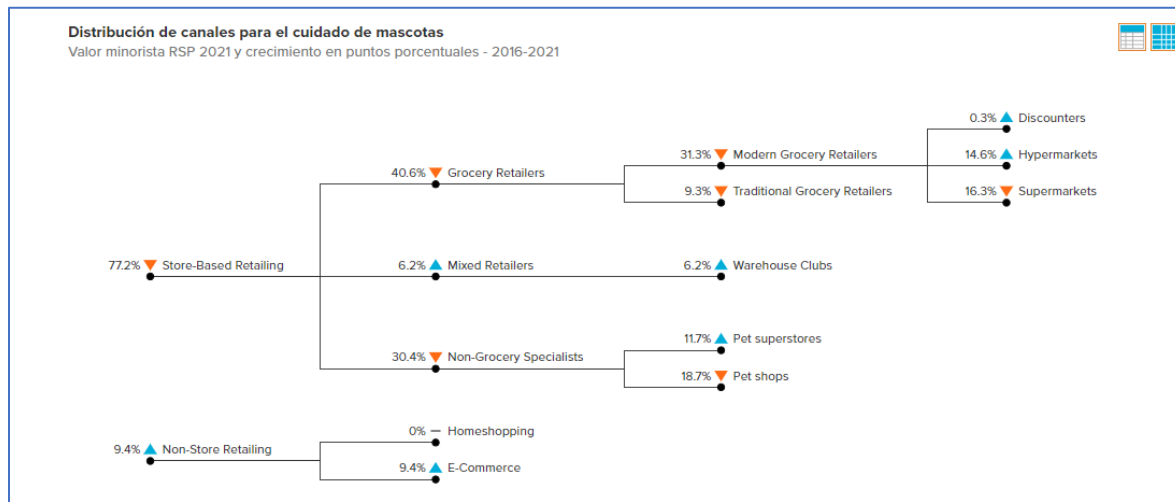 Distribución de canales para el cuidado de mascotas
Valor minorista RSP 2021 y crecimiento en puntos porcentuales - 2016-2021
0.3% Discounters
31.3% Modern Grocery Retailers
14.6% Hypermarkets
40.6% Grocery Retailers
9.3% Traditional Grocery Retailers
16.3% Supermarkets
77.2% Store-Based Retailing
6.2% Mixed Retailers
6.2% Warehouse Clubs
11.7% Pet superstores
30.4% Non-Grocery Specialists
18.7% Pet shops
0% Homeshopping
9.4% Non-Store Retailing
9.4% E-Commerce